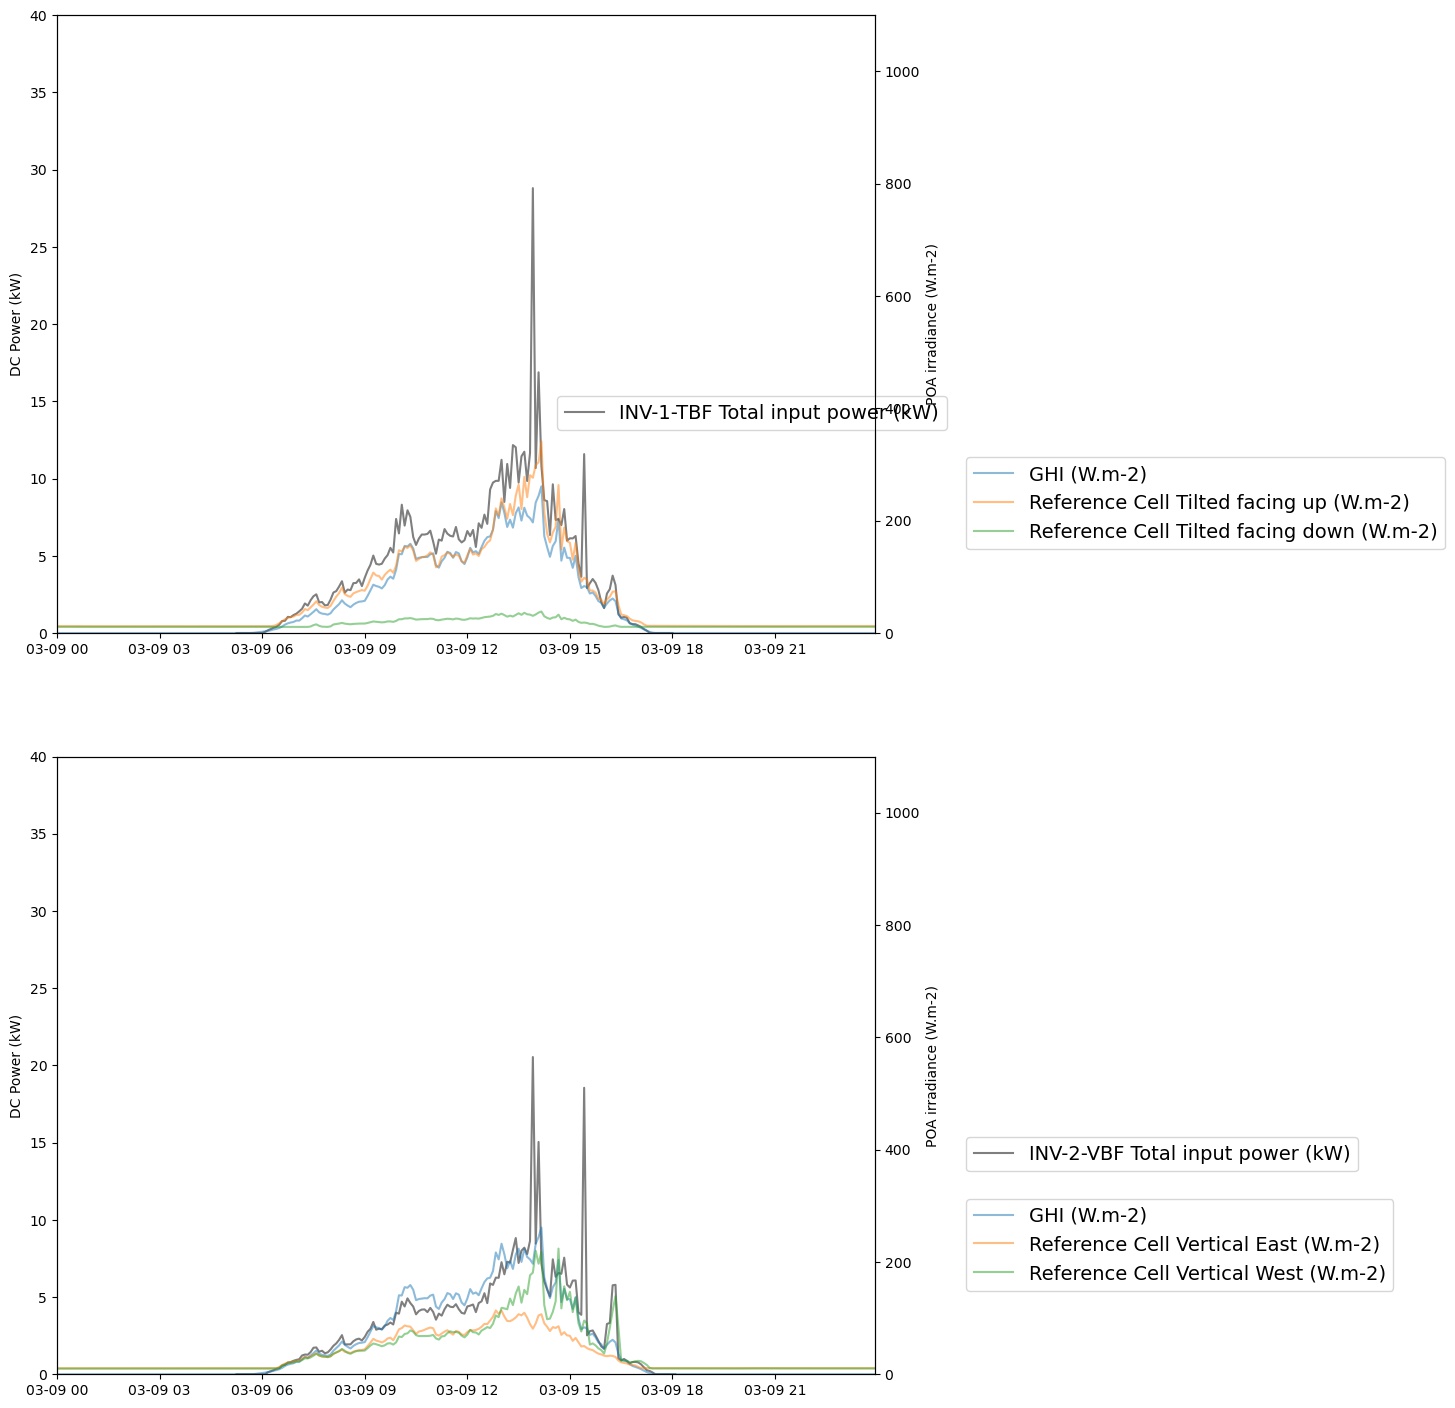 40
35
30
25
20
15
10
5
0
DC Power (kW)
1000
800
600
400
200
0
POA irradiance (W.m-2)
INV-1-TBF Total input power (kW)
GHI (W.m-2)
Reference Cell Tilted facing up (W.m-2)
Reference Cell Tilted facing down (W.m-2)
03-09 00 03-09 03 03-09 06 03-09 09 03-09 12 03-09 15 03-09 18 03-09 21
40
35
30
25
20
15
10
5
0
DC Power (kW)
1000
800
600
400
200
0
POA irradiance (W.m-2)
INV-2-VBF Total input power (kW)
GHI (W.m-2)
Reference Cell Vertical East (W.m-2)
Reference Cell Vertical West (W.m-2)
03-09 00 03-09 03 03-09 06 03-09 09 03-09 12 03-09 15 03-09 18 03-09 21